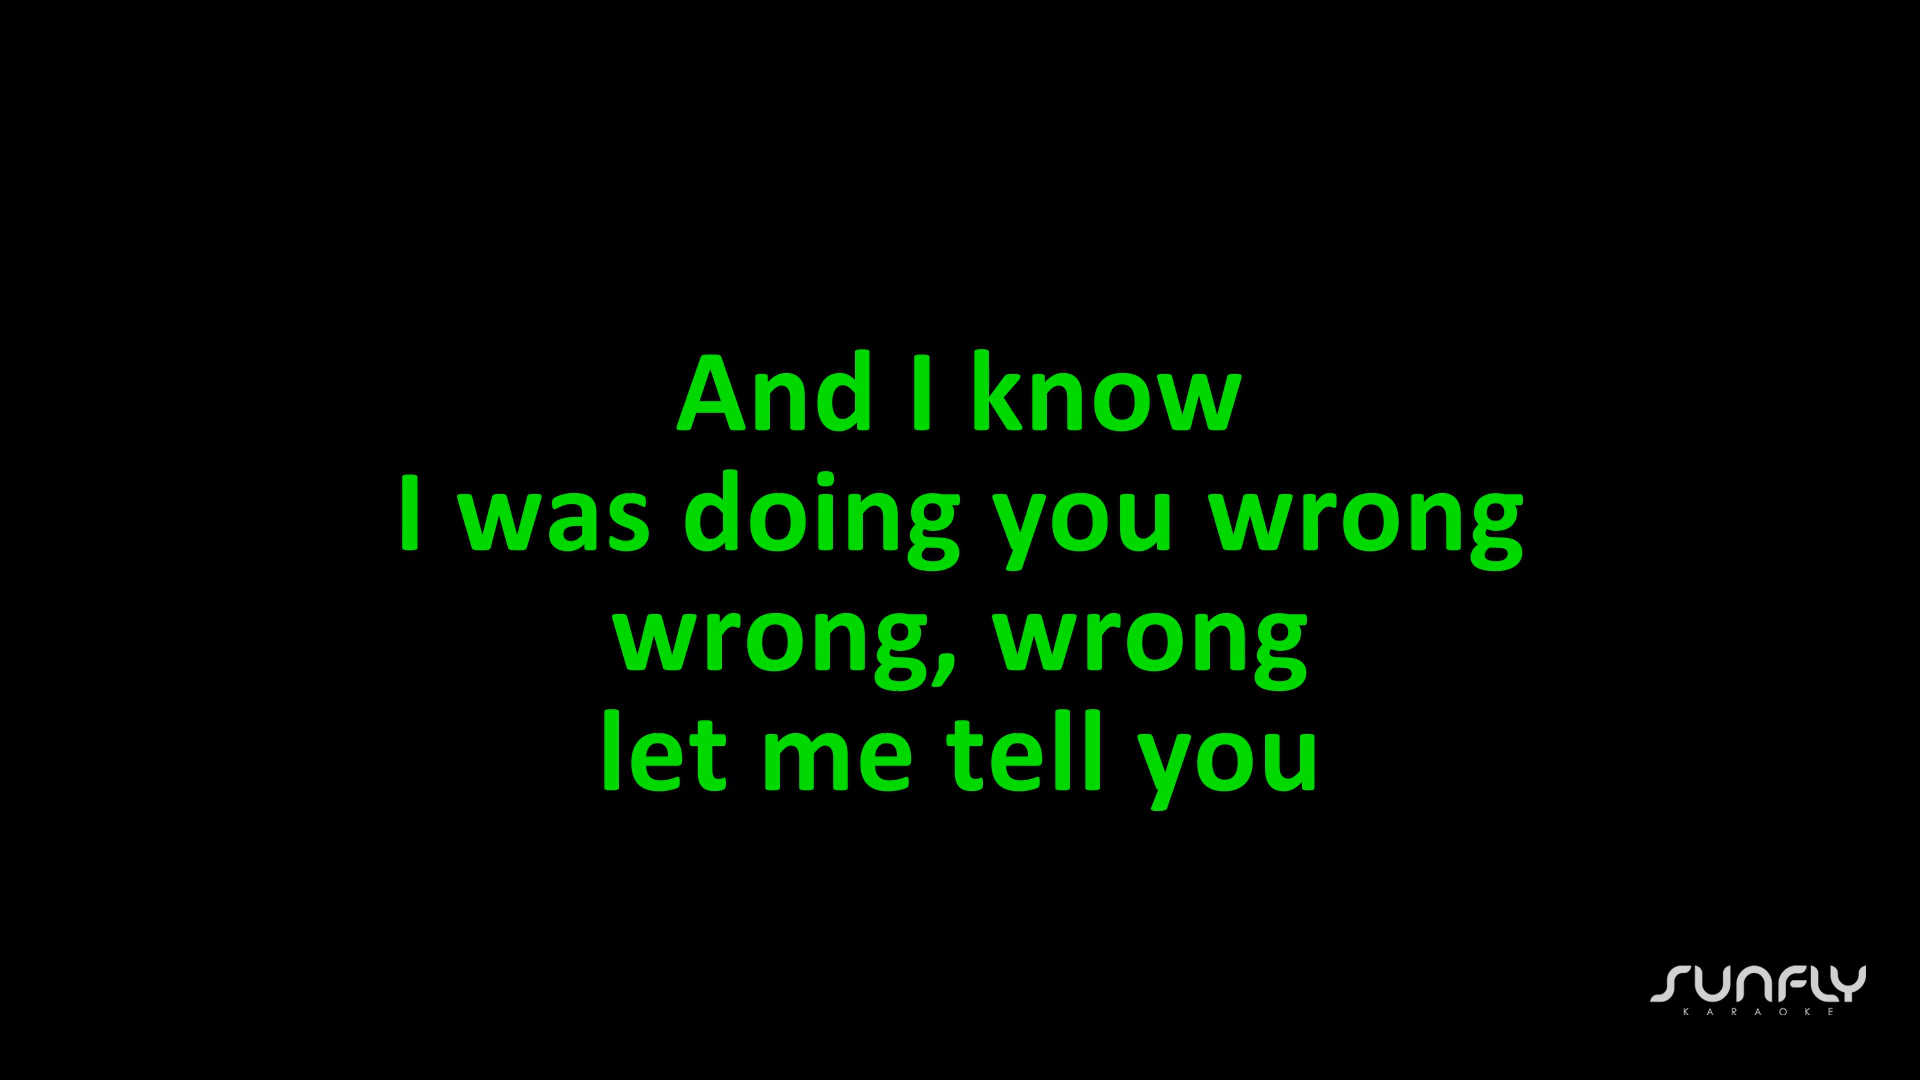 And I know
I was doing you wrong
wrong, wrong
let me tell you
SUNFLY
KARAOKE